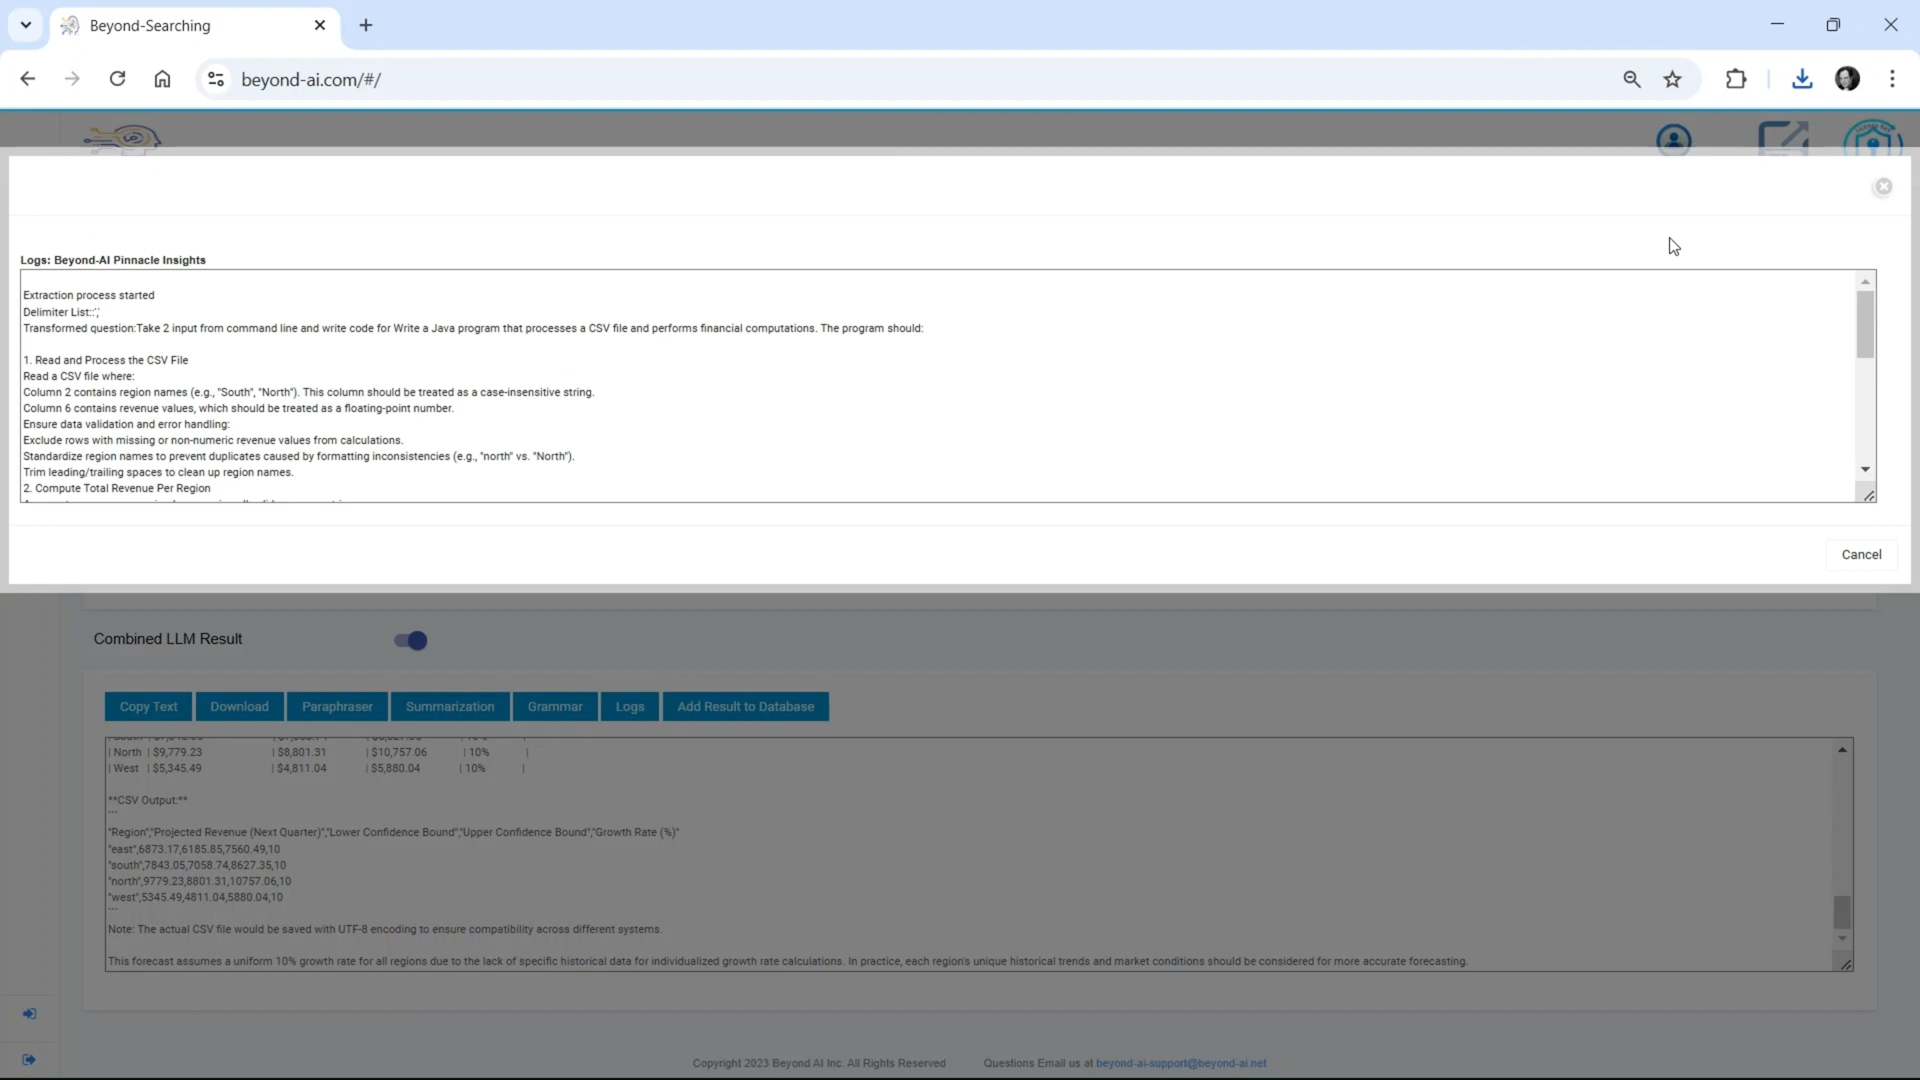 Beyond-Searching
beyond-ai.com/#/
Logs: Beyond-AI Pinnacle Insights
Extraction process started
Delimiter List::','
Transformed question:Take 2 input from command line and write code for Write a Java program that processes a CSV file and performs financial computations. The program should:
1. Read and Process the CSV File
Read a CSV file where:
Column 2 contains region names (e.g., "South", "North"). This column should be treated as a case-insensitive string.
Column 6 contains revenue values, which should be treated as a floating-point number.
Ensure data validation and error handling:
Exclude rows with missing or non-numeric revenue values from calculations.
Standardize region names to prevent duplicates caused by formatting inconsistencies (e.g., "north" vs. "North").
Trim leading/trailing spaces to clean up region names.
2. Compute Total Revenue Per Region
Cancel
Combined LLM Result
Copy Text Download Paraphraser Summarization Grammar Logs Add Result to Database
| North | $9,779.23 | $8,801.31 | $10,757.06 | 10% |
| West | $5,345.49 | $4,811.04 | $5,880.04 | 10% |
**CSV Output:**
```
"Region","Projected Revenue (Next Quarter)","Lower Confidence Bound","Upper Confidence Bound","Growth Rate (%)"
"east",6873.17,6185.85,7560.49,10
"south",7843.05,7058.74,8627.35,10
"north",9779.23,8801.31,10757.06,10
"west",5345.49,4811.04,5880.04,10
```
Note: The actual CSV file would be saved with UTF-8 encoding to ensure compatibility across different systems.
This forecast assumes a uniform 10% growth rate for all regions due to the lack of specific historical data for individualized growth rate calculations. In practice, each region's unique historical trends and market conditions should be considered for more accurate forecasting.
Copyright 2023 Beyond AI Inc. All Rights Reserved Questions Email us at beyond-ai-support@beyond-ai.net